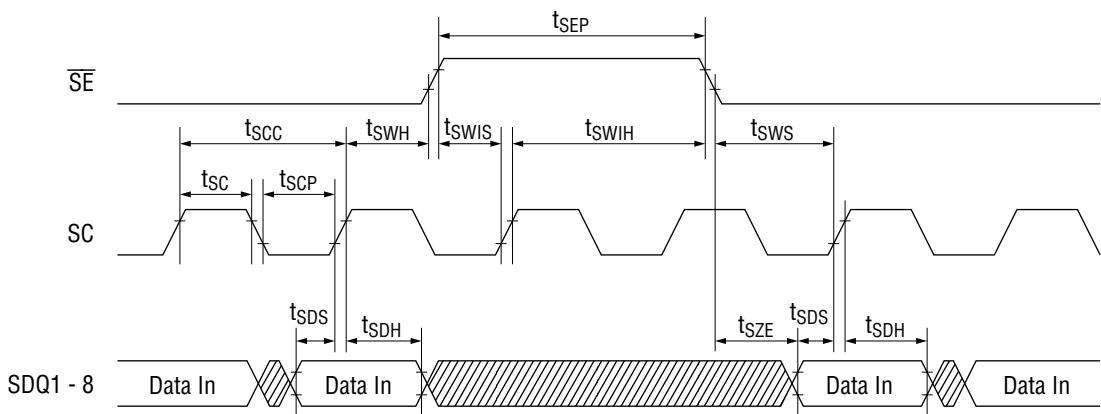 tSEP
SE
tSCC tSWH tSWIS tSWIH tSWS
tSC tSCP
SC
tSDS tSDH tSZE tSDS tSDH
SDQ1 - 8 Data In Data In Data In Data In